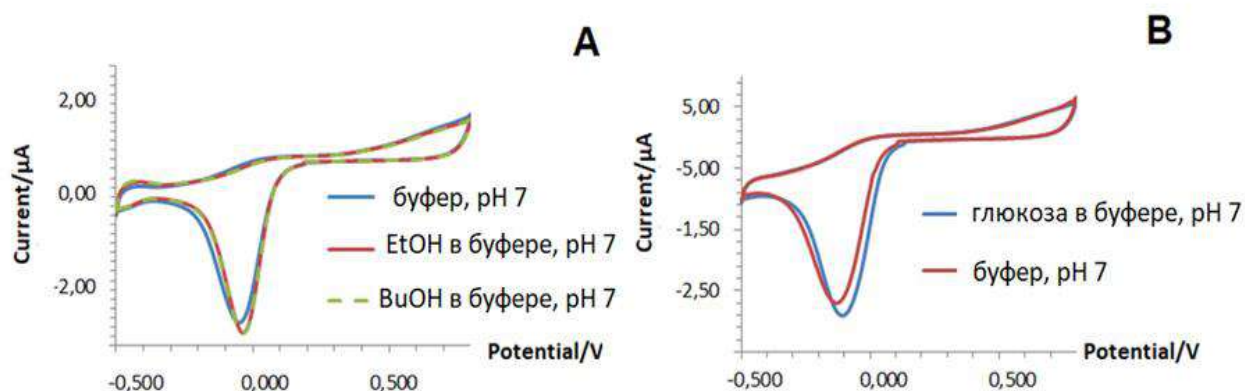 A
2,00
0,00
-2,00
Current/µA
буфер, pH 7
EtOH в буфере, pH 7
BuOH в буфере, pH 7
Potential/V
-0,500
0,000
0,500
B
5,00
-5,00
-1,50
-2,50
Current/µA
глюкоза в буфере, pH 7
буфер, pH 7
Potential/V
-0,500
0,000
0,500